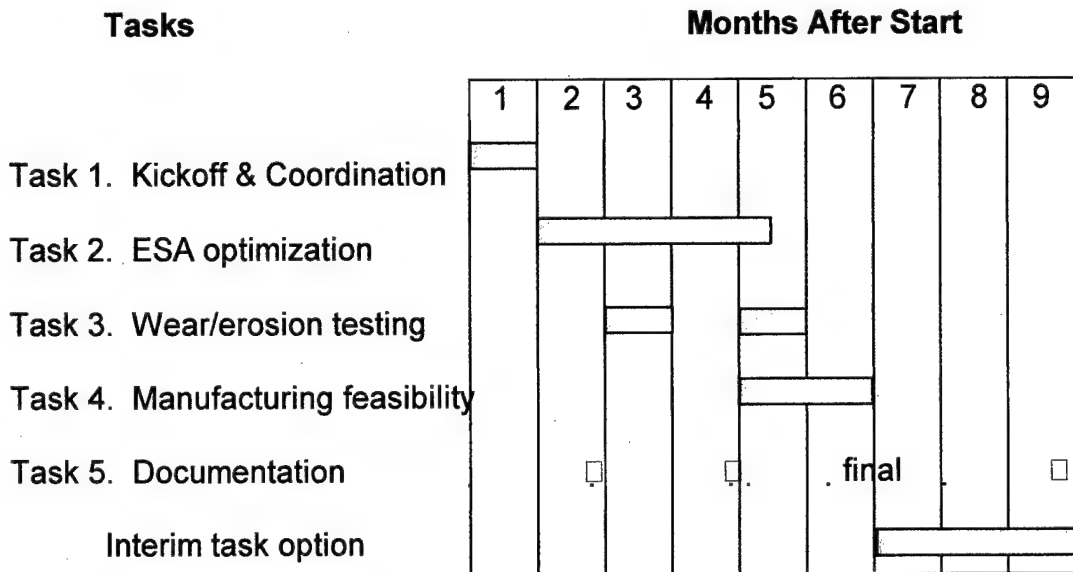 Tasks Months After Start
1 2 3 4 5 6 7 8 9
Task 1. Kickoff & Coordination
Task 2. ESA optimization
Task 3. Wear/erosion testing
Task 4. Manufacturing feasibility
Task 5. Documentation final
Interim task option